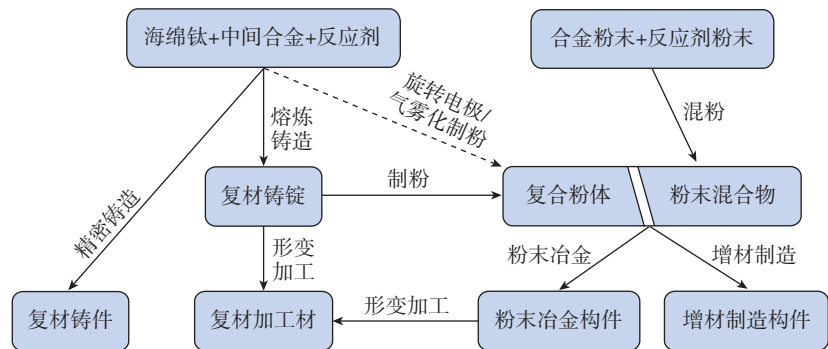 海绵钛+中间合金+反应剂
合金粉末+反应剂粉末
旋转电极/
气雾化制粉
混粉
熔炼
铸造
精密铸造
复材铸锭
制粉
复合粉体
粉末混合物
形变
加工
粉末冶金
增材制造
复材铸件
复材加工材
形变加工
粉末冶金构件
增材制造构件